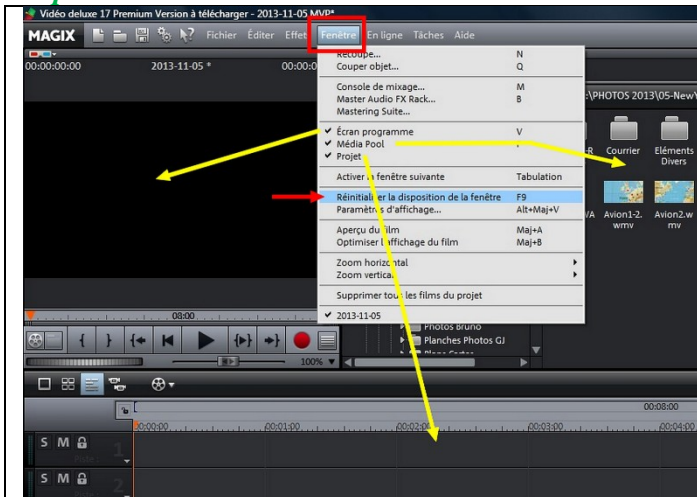 Vidéo deluxe 17 Premium Version à télécharger - 2013-11-05.MVP*
MAGIX Fichier Éditer Effets Fenêtre En ligne Tâches Aide
00:00:00:00 2013-11-05 * 00:00:0
Recoupe... N
Couper objet... Q
Console de mixage... M
Master Audio FX Rack... B
Mastering Suite...
Écran programme V
Média Pool
Projet
Activer la fenêtre suivante Tabulation
Réinitialiser la disposition de la fenêtre F9
Paramètres d'affichage... Alt+Maj+V
Aperçu du film Maj+A
Optimiser l'affichage du film Maj+B
Zoom horizontal
Zoom vertical
Supprimer tous les films du projet
2013-11-05
:\PHOTOS 2013\05-New\
Courrier Eléments Divers
Avion1-2.wmv Avion2.wmv
08:00
Photos Bruno
Planches Photos GJ
100%
00:08:00
00:00:00 00:01:00 00:02:00 00:03:00 00:04:00
S M 1
S M 2